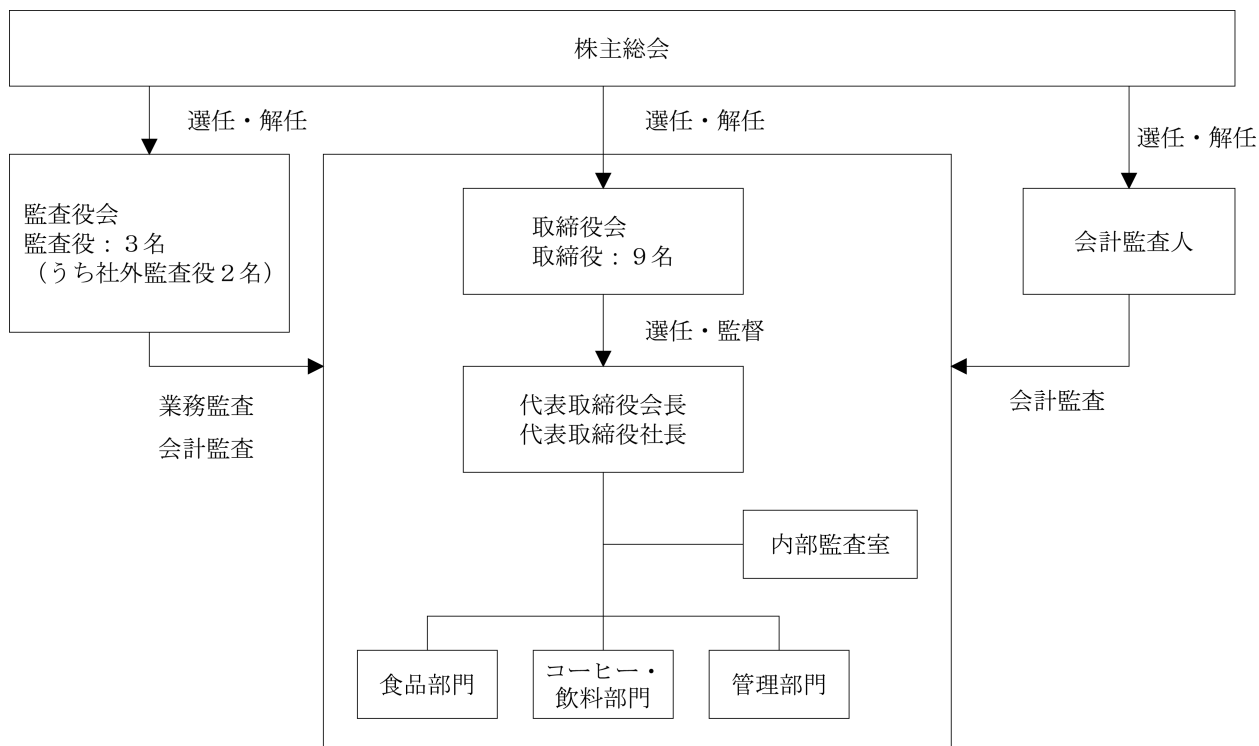 株主総会
選任・解任
選任・解任
選任・解任
監査役会
監査役：３名
（うち社外監査役２名）
取締役会
取締役：９名
会計監査人
選任・監督
業務監査
会計監査
代表取締役会長
代表取締役社長
会計監査
内部監査室
食品部門
コーヒー・
飲料部門
管理部門